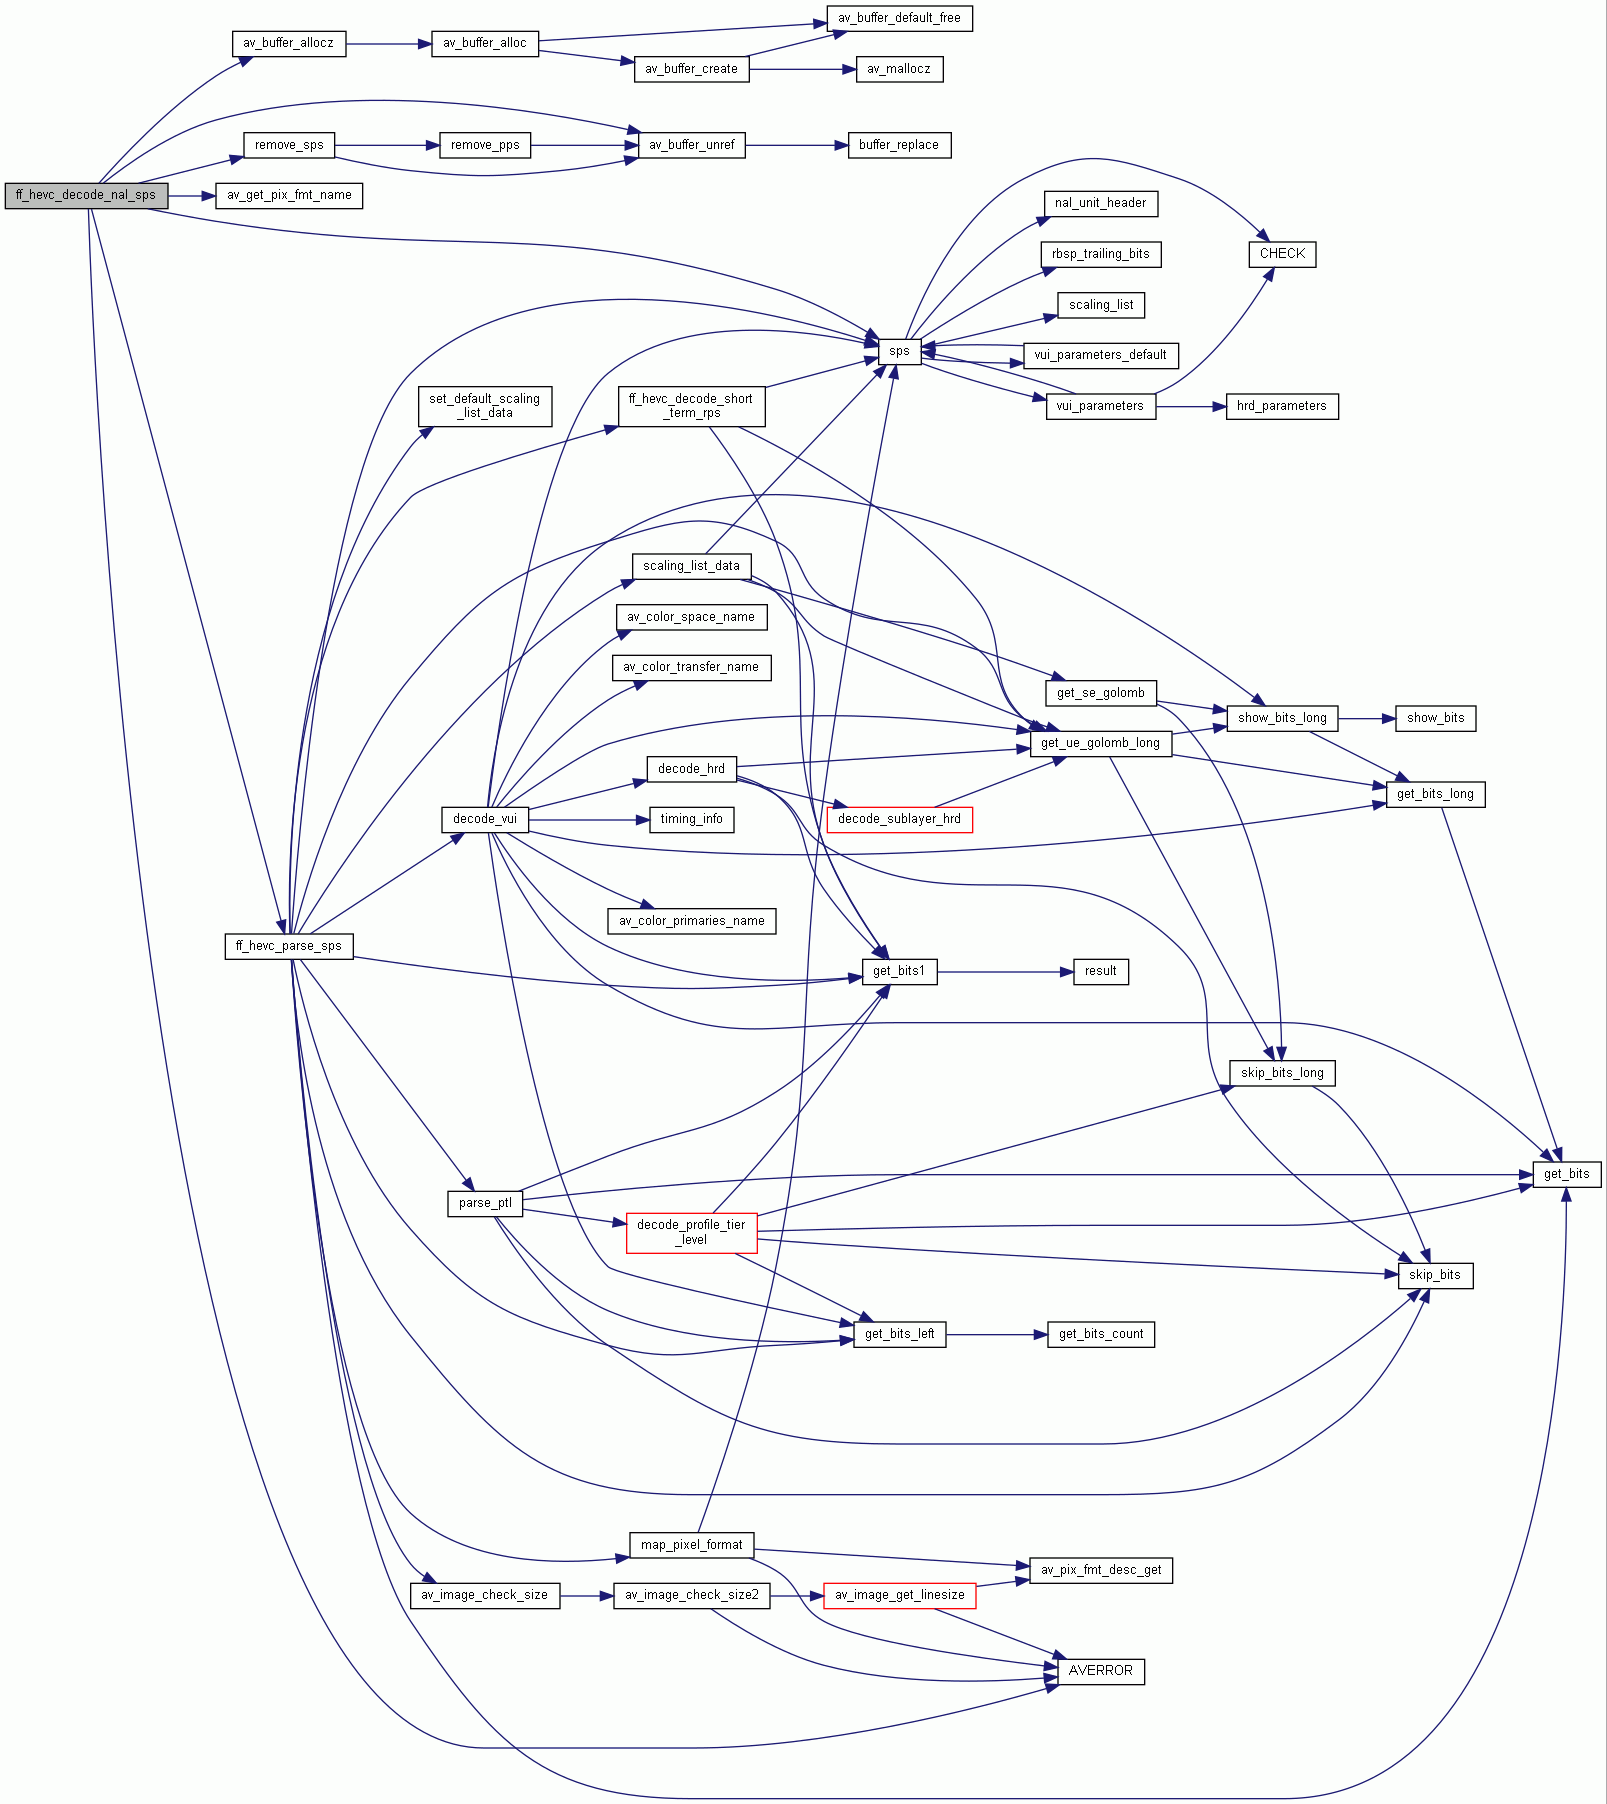 av_buffer_default_free
av_buffer_allocz
av_buffer_alloc
av_buffer_create
av_mallocz
remove_sps
remove_pps
av_buffer_unref
buffer_replace
ff_hevc_decode_nal_sps
av_get_pix_fmt_name
nal_unit_header
rbsp_trailing_bits
CHECK
scaling_list
sps
vui_parameters_default
set_default_scaling
_list_data
ff_hevc_decode_short
_term_rps
vui_parameters
hrd_parameters
scaling_list_data
av_color_space_name
av_color_transfer_name
get_se_golomb
show_bits_long
show_bits
get_ue_golomb_long
decode_hrd
get_bits_long
decode_vui
timing_info
decode_sublayer_hrd
av_color_primaries_name
ff_hevc_parse_sps
get_bits1
result
skip_bits_long
get_bits
parse_ptl
decode_profile_tier
_level
skip_bits
get_bits_left
get_bits_count
map_pixel_format
av_pix_fmt_desc_get
av_image_check_size
av_image_check_size2
av_image_get_linesize
AVERROR